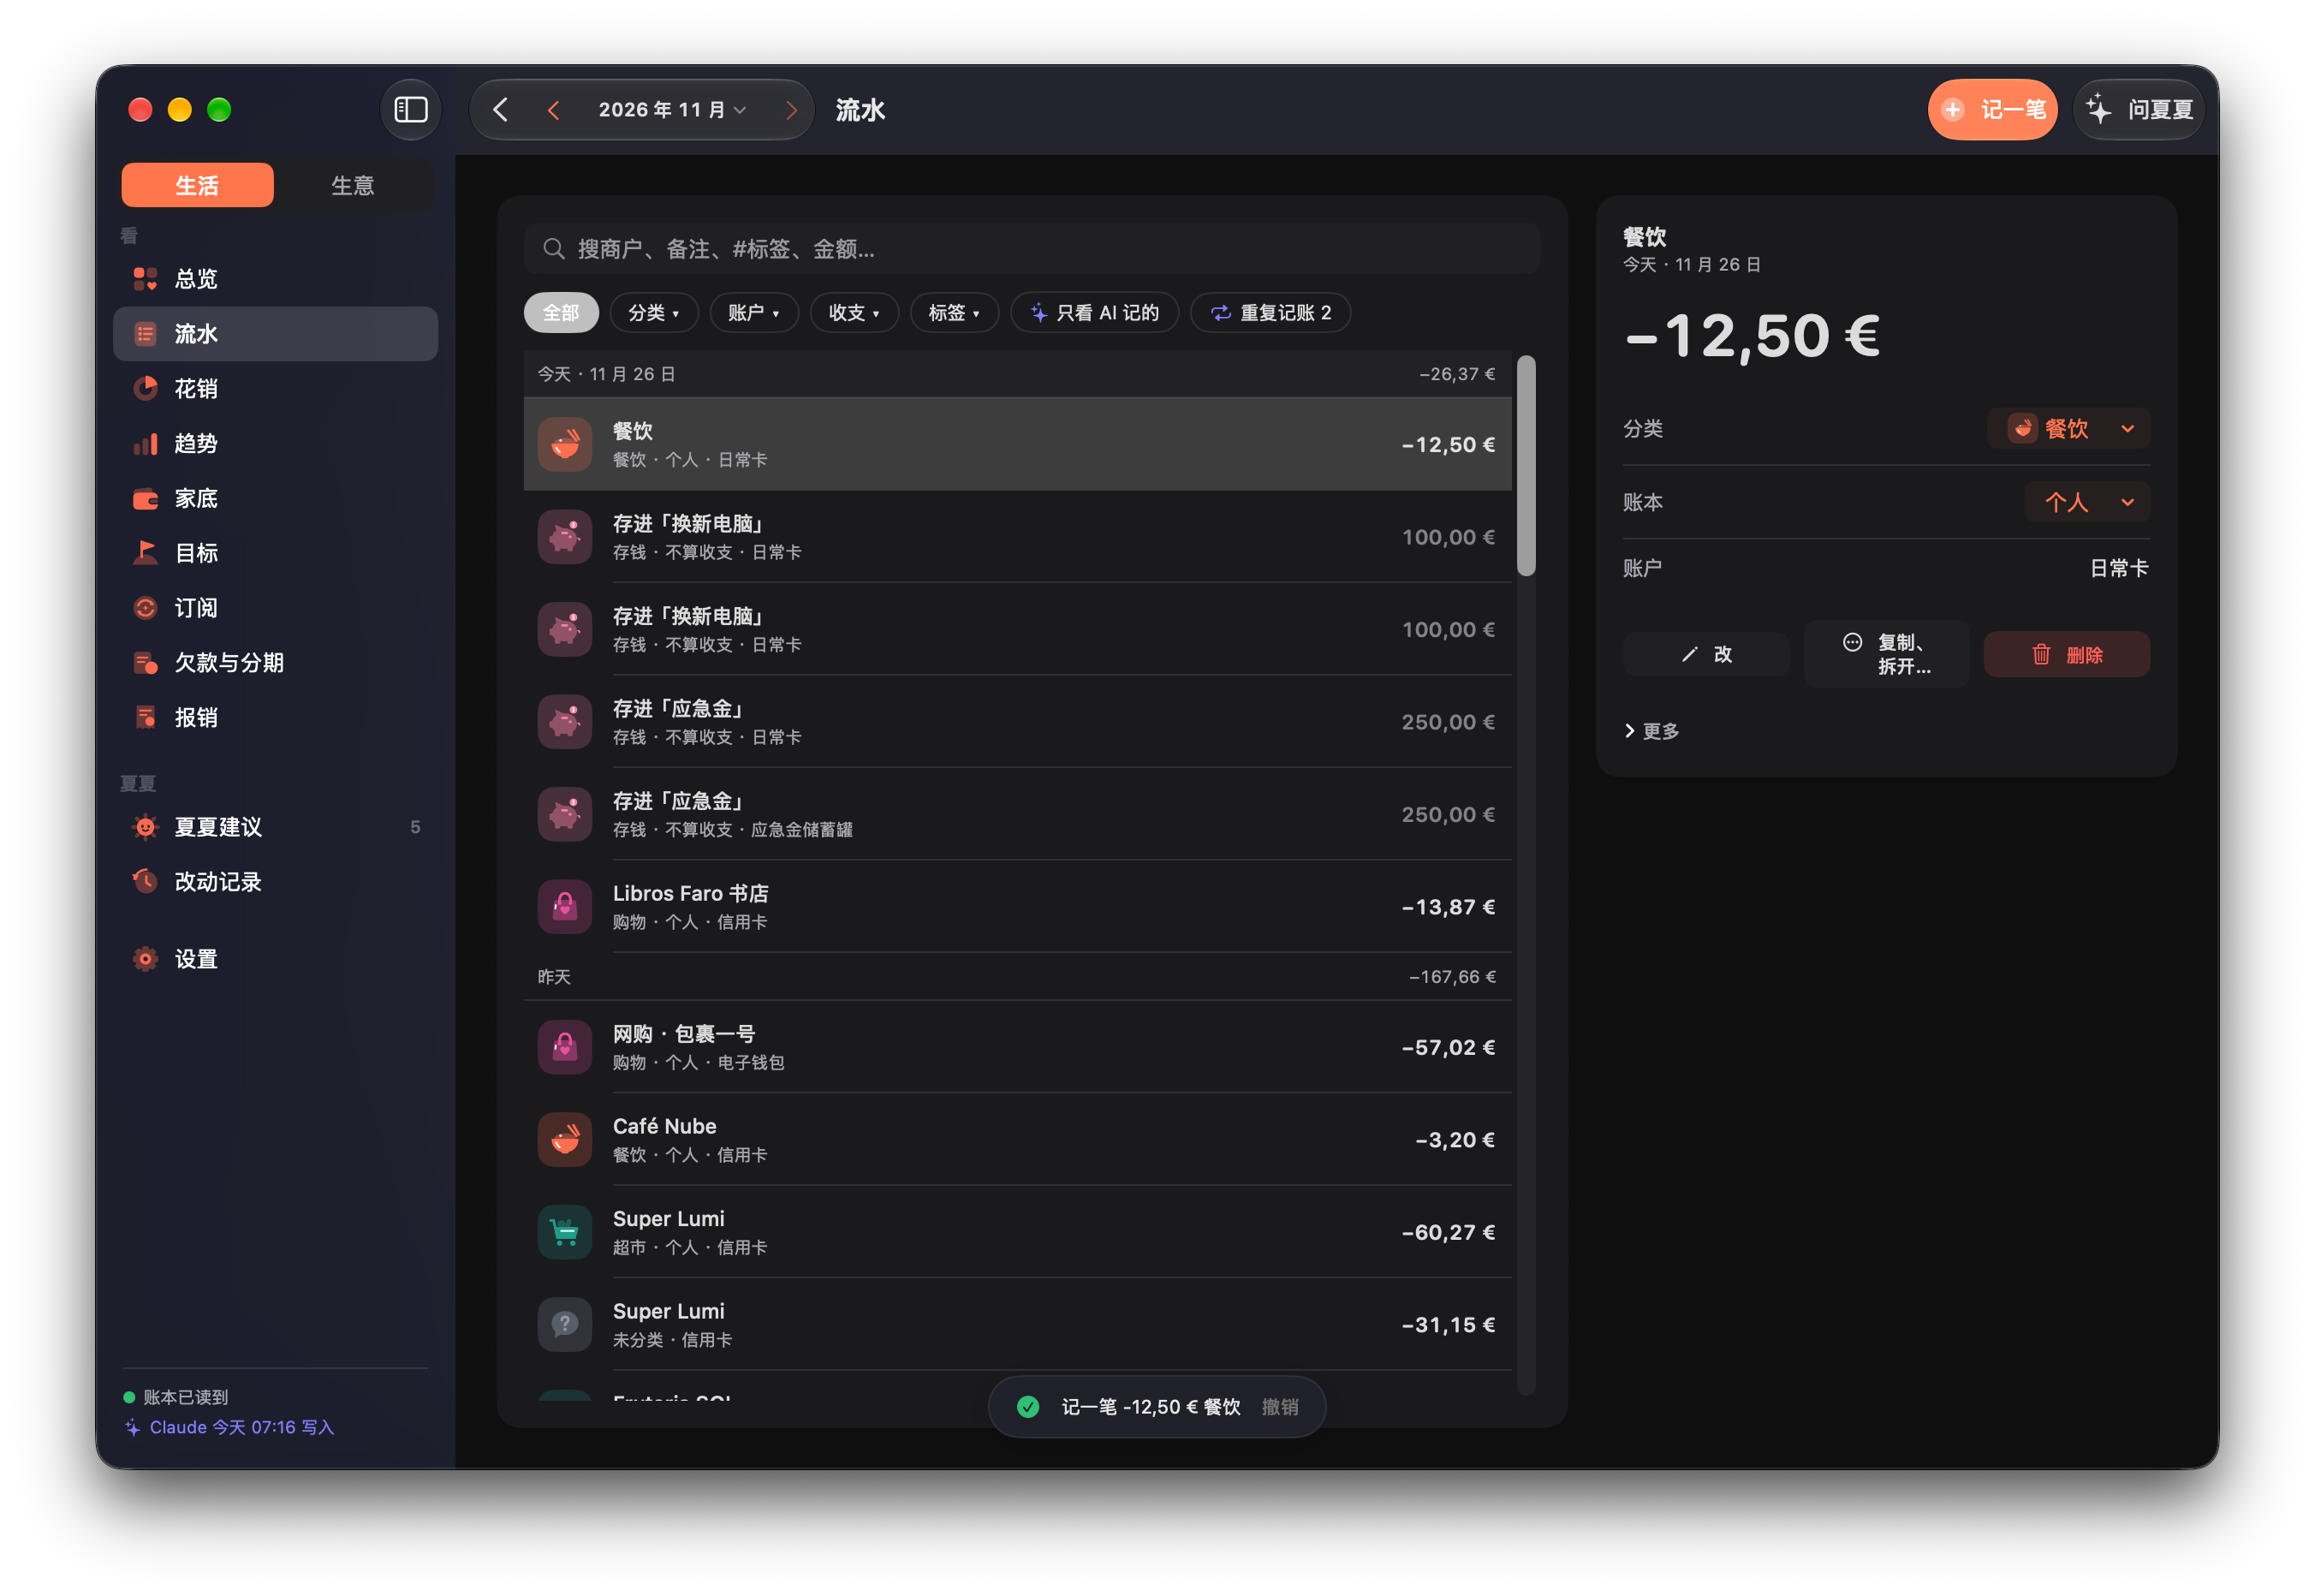 2026 年 11 月
流水
记一笔
问夏夏
生活
生意
看
总览
流水
花销
趋势
家底
目标
订阅
欠款与分期
报销
夏夏
夏夏建议
5
改动记录
设置
账本已读到
Claude 今天 07:16 写入
搜商户、备注、#标签、金额...
全部
分类
账户
收支
标签
只看 AI 记的
重复记账 2
今天 · 11 月 26 日
−26,37 €
餐饮
餐饮 · 个人 · 日常卡
−12,50 €
存进「换新电脑」
存钱 · 不算收支 · 日常卡
100,00 €
存进「换新电脑」
存钱 · 不算收支 · 日常卡
100,00 €
存进「应急金」
存钱 · 不算收支 · 日常卡
250,00 €
存进「应急金」
存钱 · 不算收支 · 应急金储蓄罐
250,00 €
Libros Faro 书店
购物 · 个人 · 信用卡
−13,87 €
昨天
−167,66 €
网购 · 包裹一号
购物 · 个人 · 电子钱包
−57,02 €
Café Nube
餐饮 · 个人 · 信用卡
−3,20 €
Super Lumi
超市 · 个人 · 信用卡
−60,27 €
Super Lumi
未分类 · 信用卡
−31,15 €
记一笔 -12,50 € 餐饮
撤销
餐饮
今天 · 11 月 26 日
−12,50 €
分类
餐饮
账本
个人
账户
日常卡
改
复制、
拆开...
删除
更多